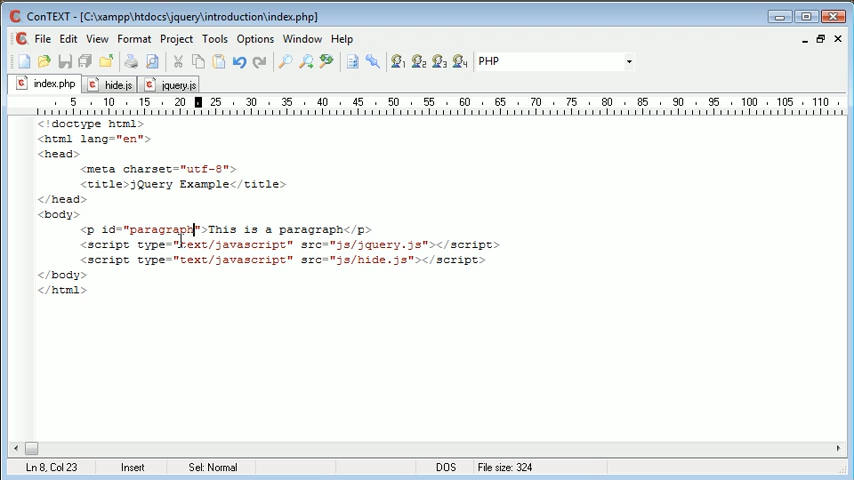 ConTEXT - [C:\xampp\htdocs\jquery\introduction\index.php]
File Edit View Format Project Tools Options Window Help
1 2 3 4 PHP
index.php hide.js jquery.js
5 10 15 20 25 30 35 40 45 50 55 60 65 70 75 80 85 90 95 100 105 110
<!doctype html>
<html lang="en">
<head>
<meta charset="utf-8">
<title>jQuery Example</title>
</head>
<body>
<p id="paragraph">This is a paragraph</p>
<script type="text/javascript" src="js/jquery.js"></script>
<script type="text/javascript" src="js/hide.js"></script>
</body>
</html>
Ln 8, Col 23 Insert Sel: Normal DOS File size: 324